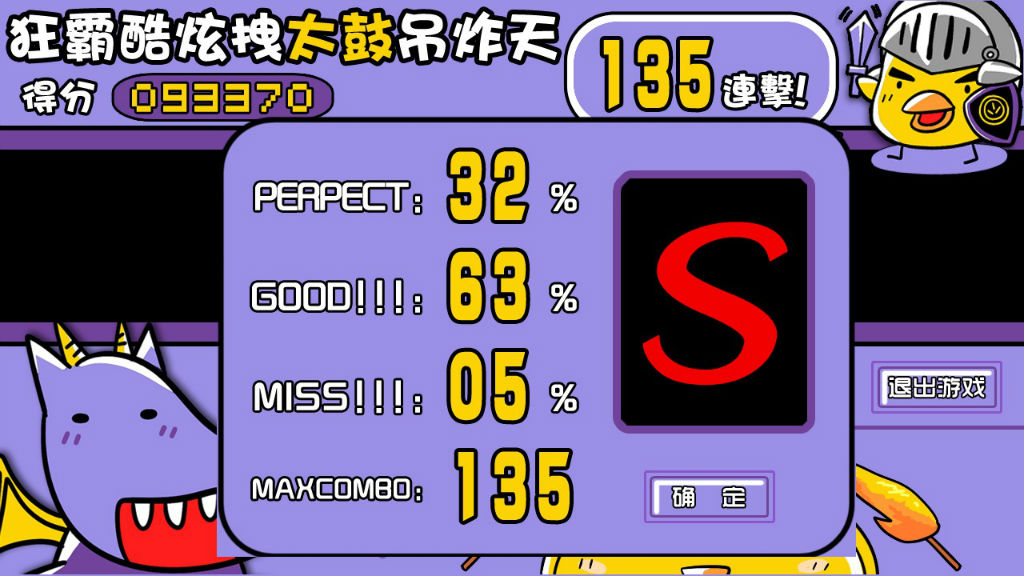 狂霸酷炫拽太鼓吊炸天
得分 093370
135 連擊!
PERPECT: 32 %
GOOD!!!: 63 %
MISS!!!: 05 %
MAXCOMBO: 135
S
退出游戏
确 定